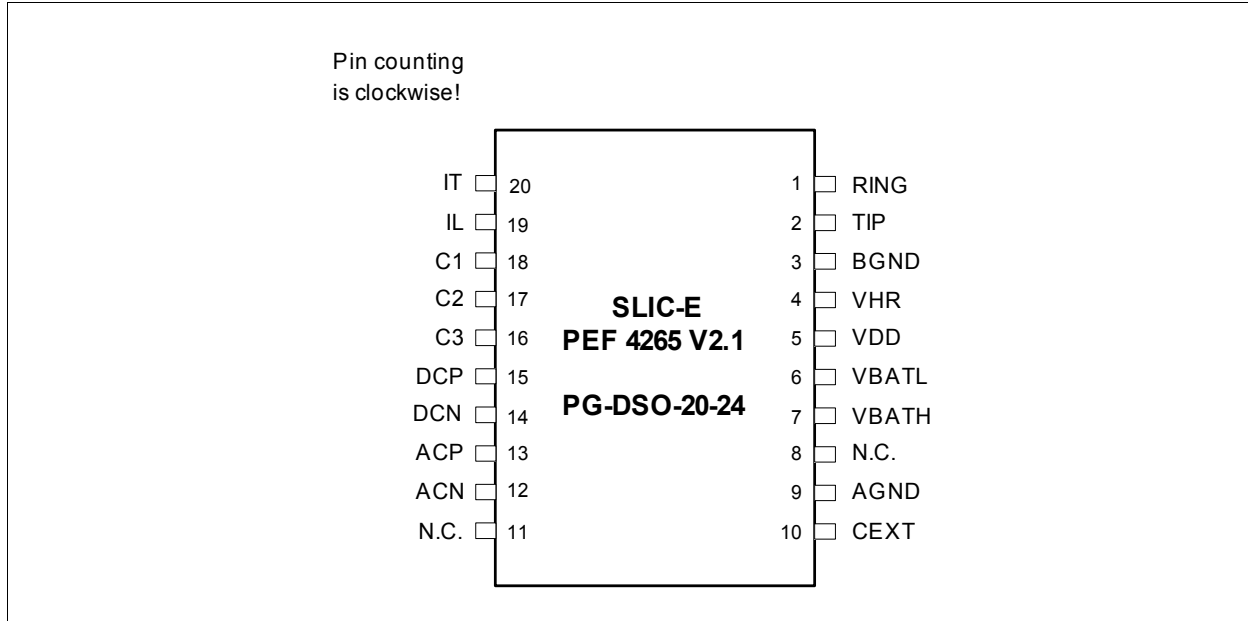 Pin counting
is clockwise!
IT 20 1 RING
IL 19 2 TIP
C1 18 3 BGND
C2 17 4 VHR
SLIC-E
C3 16 5 VDD
PEF 4265 V2.1
DCP 15 6 VBATL
DCN 14 7 VBATH
PG-DSO-20-24
ACP 13 8 N.C.
ACN 12 9 AGND
N.C. 11 10 CEXT